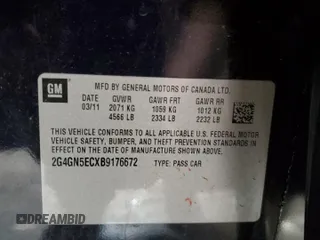 GM
MFD BY GENERAL MOTORS OF CANADA LTD.
DATE GVWR GAWR FRT GAWR RR
03/11 2071 KG 1059 KG 1012 KG
4566 LB 2334 LB 2232 LB
THIS VEHICLE CONFORMS TO ALL APPLICABLE U.S. FEDERAL MOTOR
VEHICLE SAFETY, BUMPER, AND THEFT PREVENTION STANDARDS IN
EFFECT ON THE DATE OF MANUFACTURE SHOWN ABOVE.
2G4GN5ECXB9176672 TYPE: PASS CAR
DREAMBID